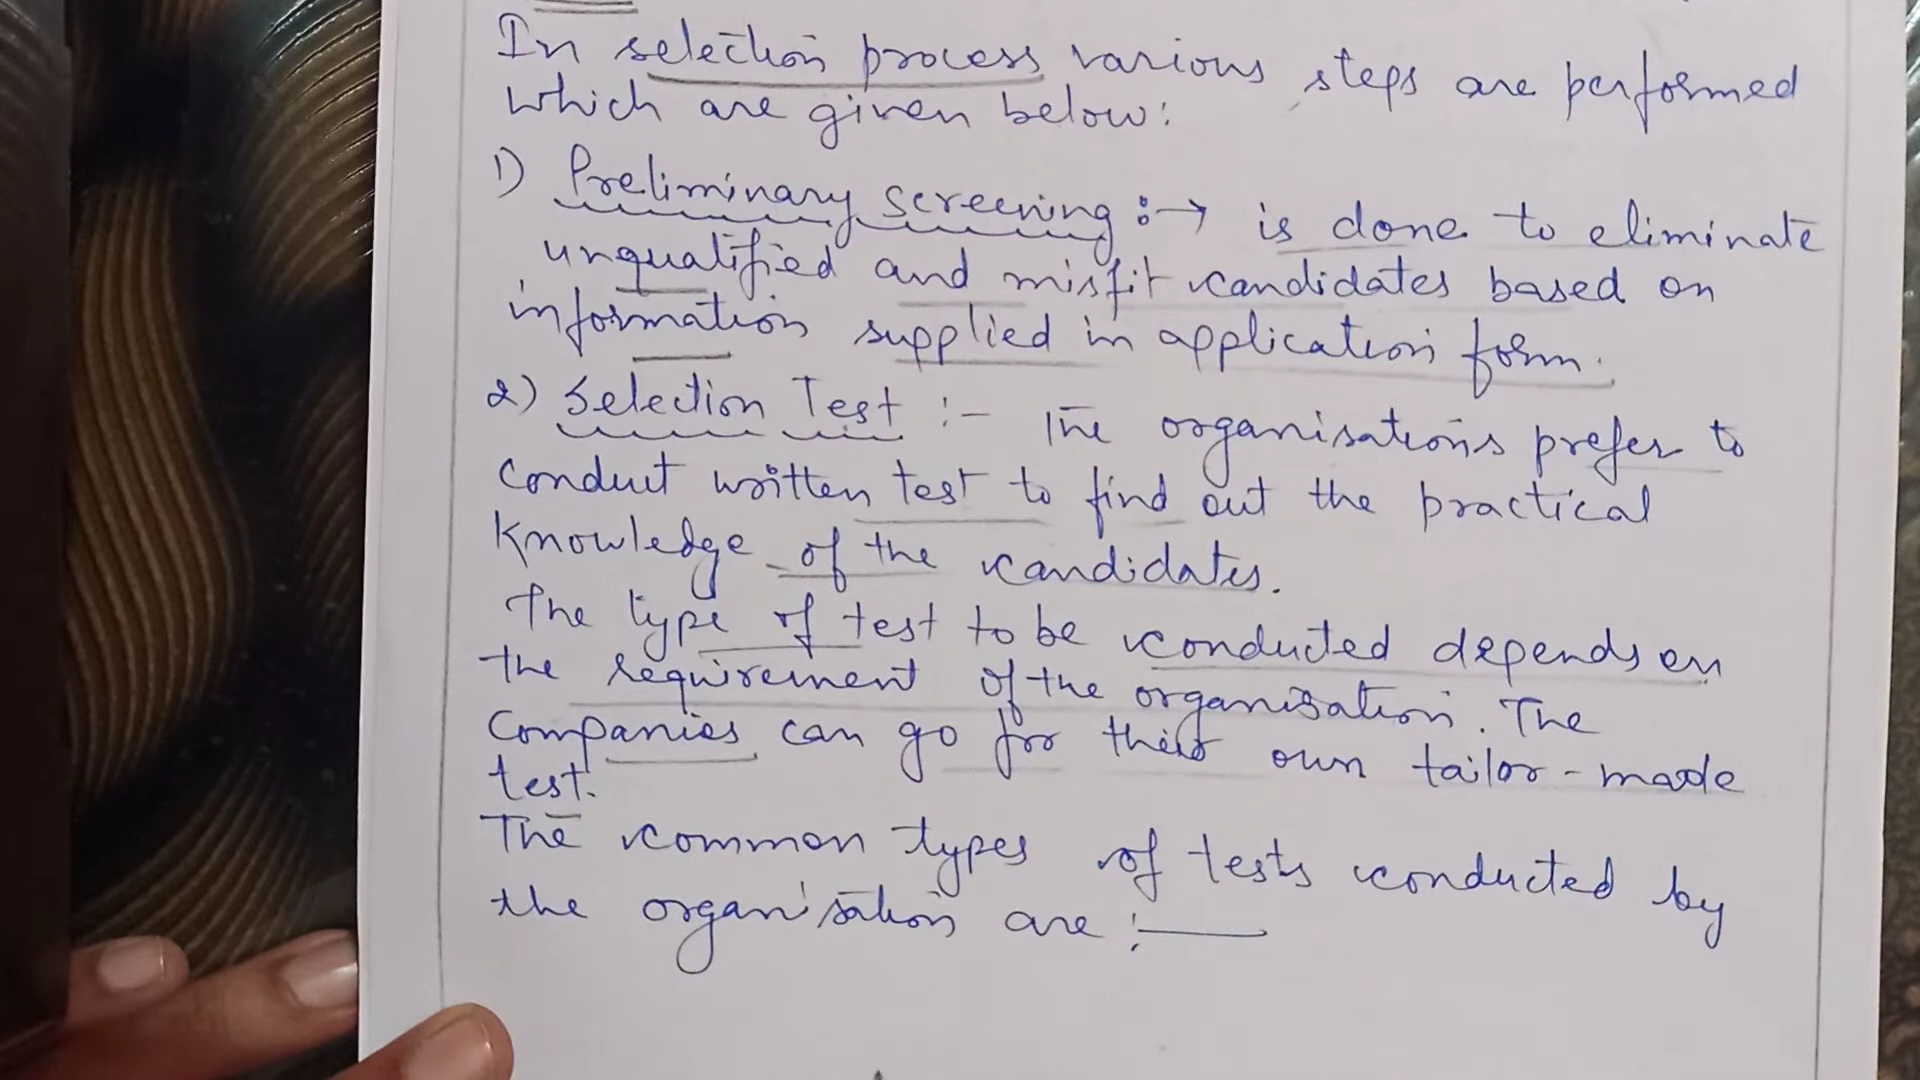 In selection process various steps are performed
which are given below:
1) Preliminary screening :→ is done to eliminate
unqualified and misfit candidates based on
information supplied in application form.
2) Selection Test :- The organisations prefer to
conduct written test to find out the practical
knowledge of the candidates.
The type of test to be conducted depends on
the requirement of the organisation. The
Companies can go for their own tailor-made
test.
The common types of tests conducted by
the organisation are :—